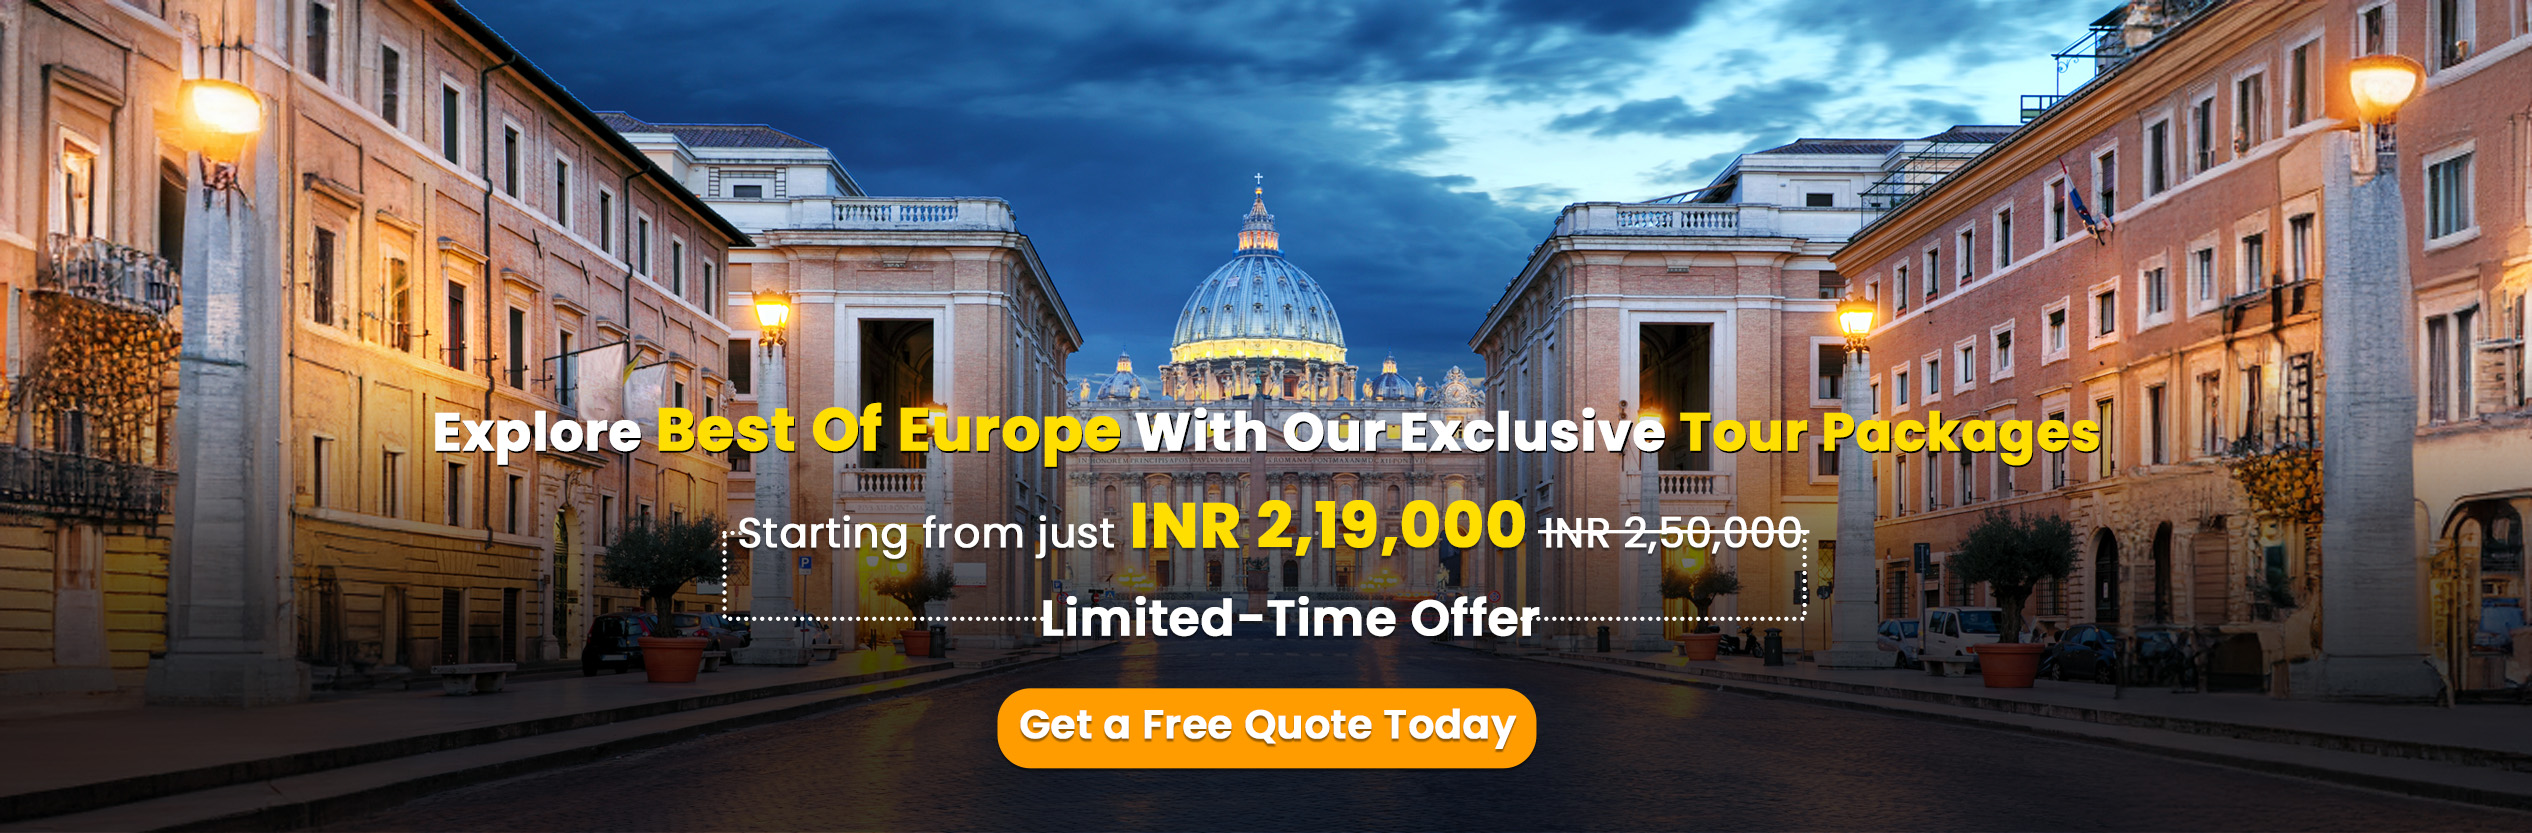 Explore Best Of Europe With Our Exclusive Tour Packages
Starting from just INR 2,19,000 INR 2,50,000
Limited-Time Offer
Get a Free Quote Today